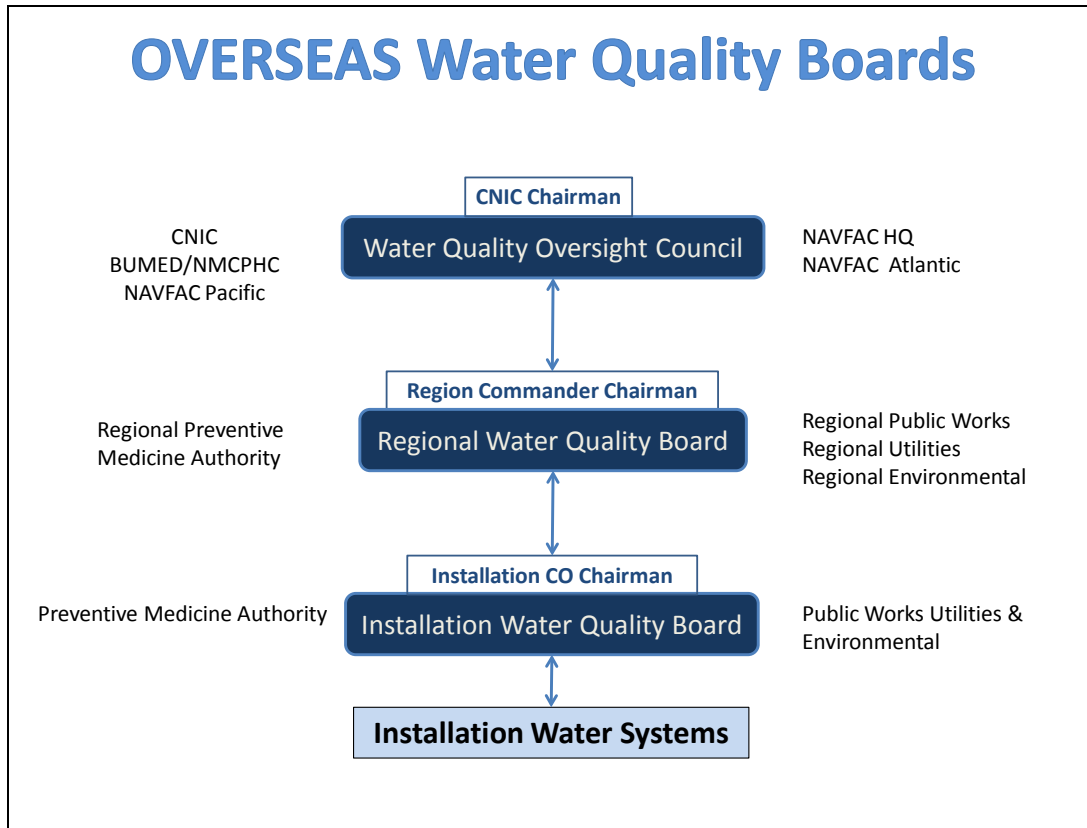 OVERSEAS Water Quality Boards
CNIC Chairman
Water Quality Oversight Council
CNIC
BUMED/NMCPHC
NAVFAC Pacific
NAVFAC HQ
NAVFAC Atlantic
Region Commander Chairman
Regional Water Quality Board
Regional Preventive
Medicine Authority
Regional Public Works
Regional Utilities
Regional Environmental
Installation CO Chairman
Installation Water Quality Board
Preventive Medicine Authority
Public Works Utilities &
Environmental
Installation Water Systems